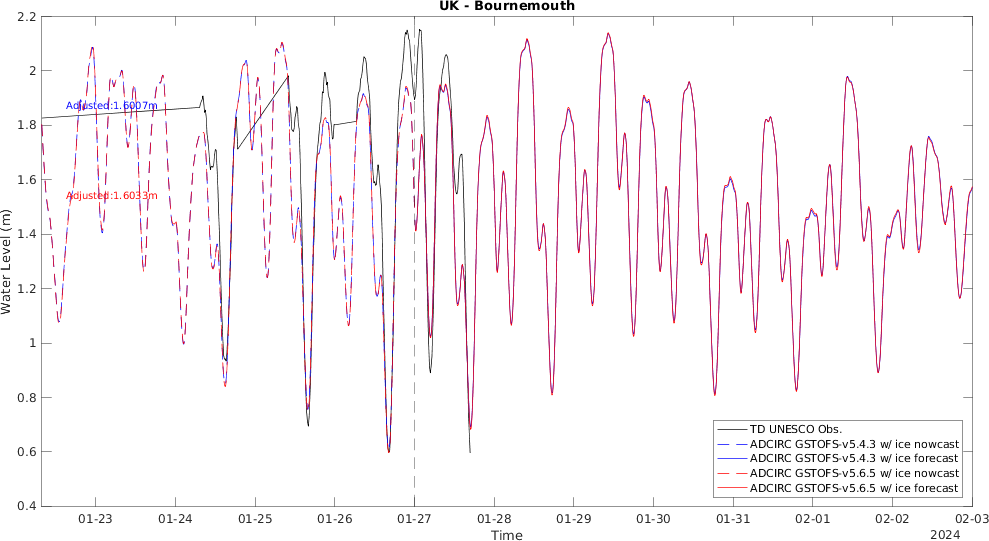 UK - Bournemouth
2.2
2
1.8
1.6
1.4
1.2
1
0.8
0.6
0.4
Water Level (m)
Adjusted:1.6007m
Adjusted:1.6033m
TD UNESCO Obs.
ADCIRC GSTOFS-v5.4.3 w/ ice nowcast
ADCIRC GSTOFS-v5.4.3 w/ ice forecast
ADCIRC GSTOFS-v5.6.5 w/ ice nowcast
ADCIRC GSTOFS-v5.6.5 w/ ice forecast
01-23 01-24 01-25 01-26 01-27 01-28 01-29 01-30 01-31 02-01 02-02 02-03
Time
2024